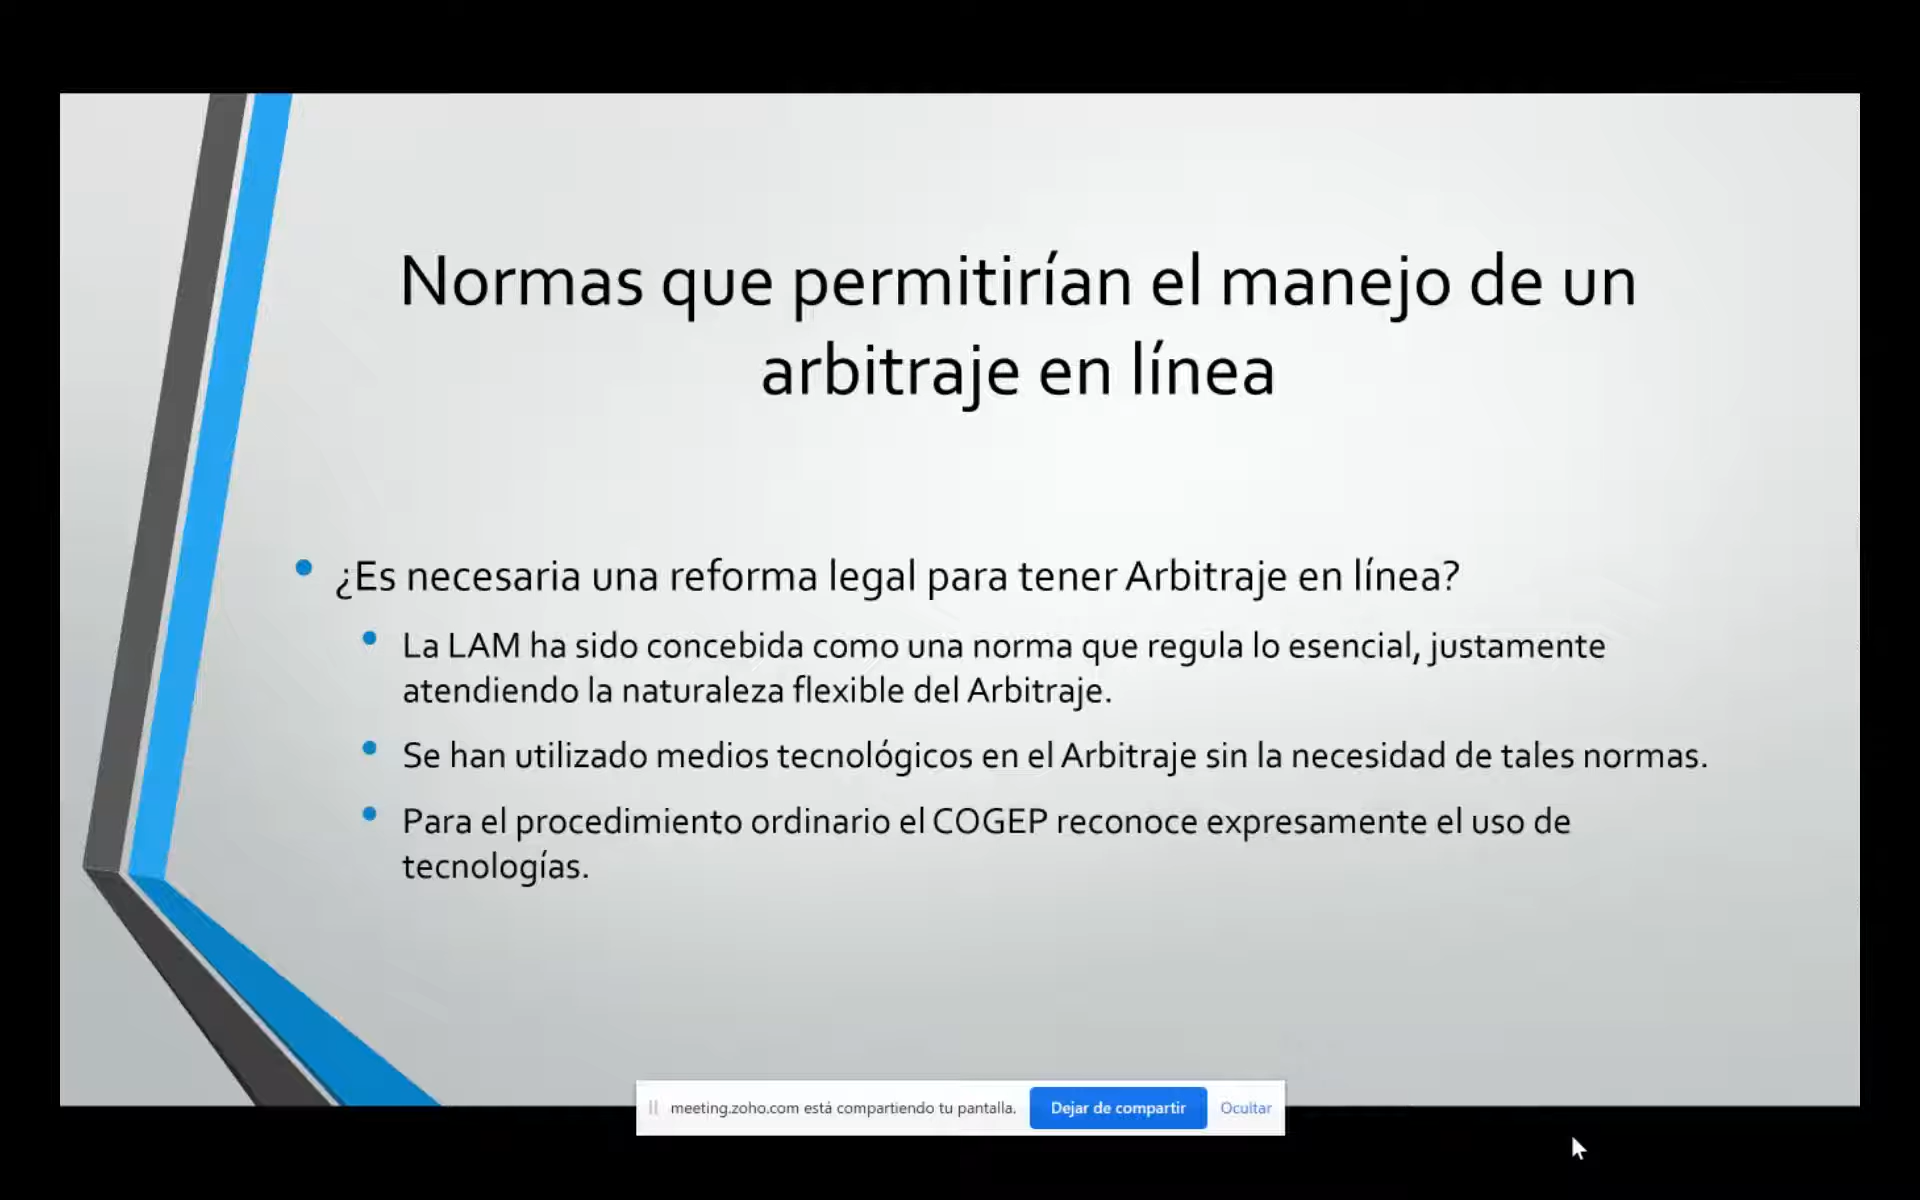 Normas que permitirían el manejo de un
arbitraje en línea
¿Es necesaria una reforma legal para tener Arbitraje en línea?
La LAM ha sido concebida como una norma que regula lo esencial, justamente
atendiendo la naturaleza flexible del Arbitraje.
Se han utilizado medios tecnológicos en el Arbitraje sin la necesidad de tales normas.
Para el procedimiento ordinario el COGEP reconoce expresamente el uso de
tecnologías.
meeting.zoho.com está compartiendo tu pantalla. Dejar de compartir Ocultar